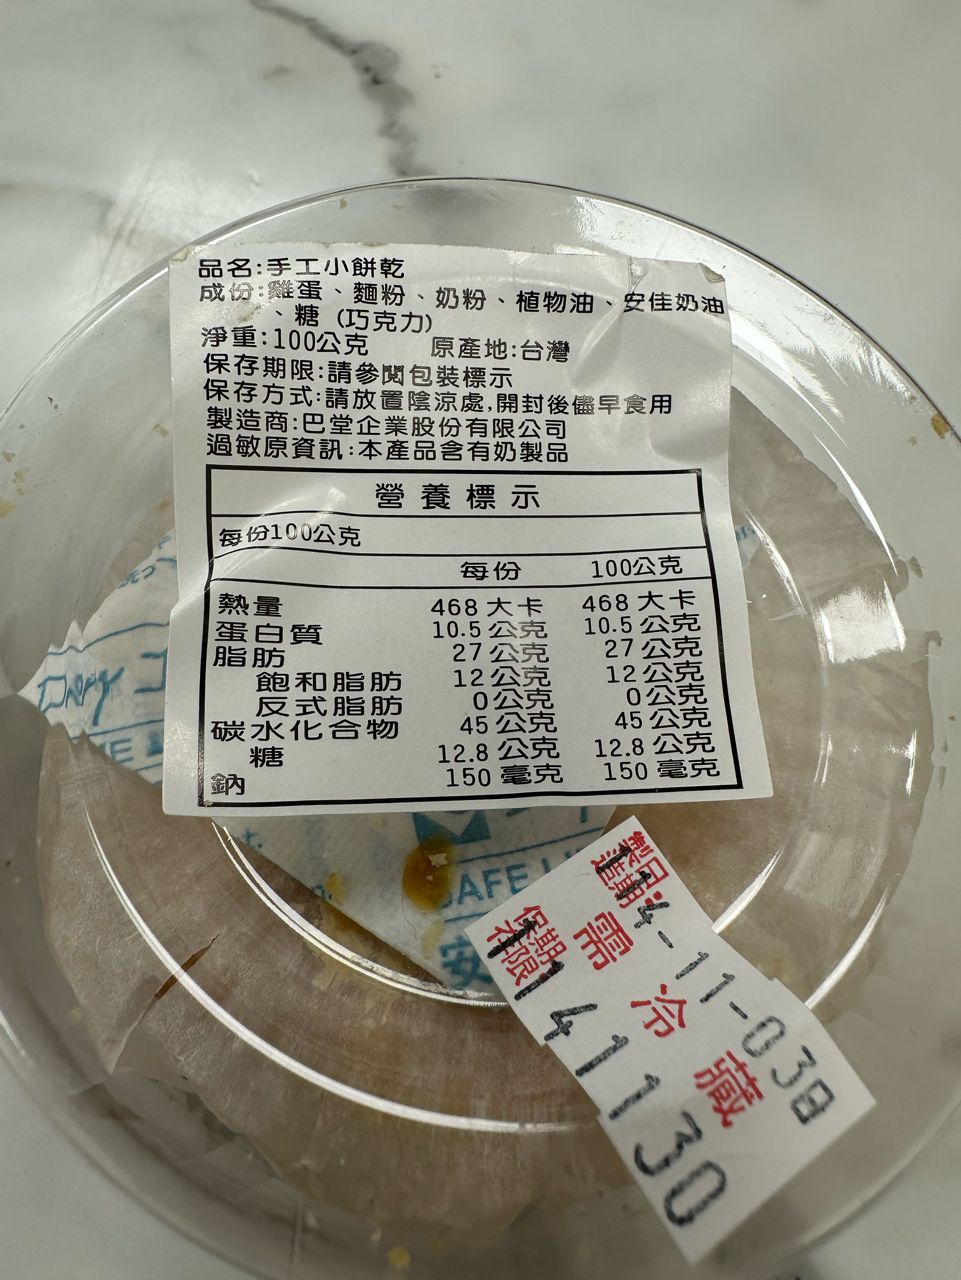 品名:手工小餅乾
成份:雞蛋、麵粉、奶粉、植物油、安佳奶油
、糖 (巧克力)
淨重:100公克 原產地:台灣
保存期限:請參閱包裝標示
保存方式:請放置陰涼處,開封後儘早食用
製造商:巴堂企業股份有限公司
過敏原資訊:本產品含有奶製品
營養標示
每份100公克
每份 100公克
熱量 468 大卡 468 大卡
蛋白質 10.5 公克 10.5 公克
脂肪 27 公克 27 公克
飽和脂肪 12 公克 12 公克
反式脂肪 0 公克 0 公克
碳水化合物 45 公克 45 公克
糖 12.8 公克 12.8 公克
鈉 150 毫克 150 毫克
AFE
安
製造日期:
114-11-03日
需冷藏
保存期限
1141130